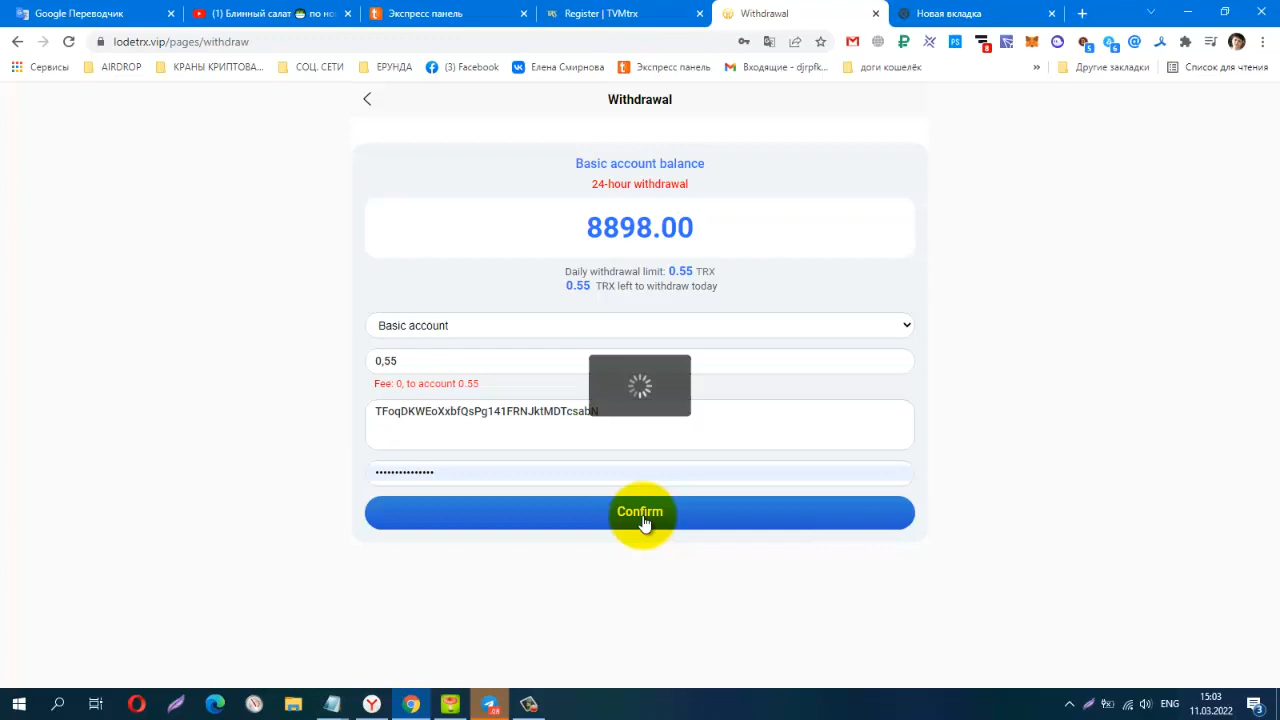 Google Переводчик
(1) Блинный салат 🍲 по но
Экспресс панель
Register | TVMtrx
Withdrawal
Новая вкладка
lodetrx.vip/pages/withdraw
Сервисы
AIRDROP
КРАНЫ КРИПТОВА...
СОЦ. СЕТИ
ЕРУНДА
(3) Facebook
Елена Смирнова
Экспресс панель
Входящие - djrpfk...
доги кошелёк
»
Другие закладки
Список для чтения
Withdrawal
Basic account balance
24-hour withdrawal
8898.00
Daily withdrawal limit: 0.55 TRX
0.55 TRX left to withdraw today
Basic account
0,55
Fee: 0, to account 0.55
TFoqDKWEoXxbfQsPg141FRNJktMDTcsabN
•••••••••••••••
Confirm
ENG
15:03
11.03.2022